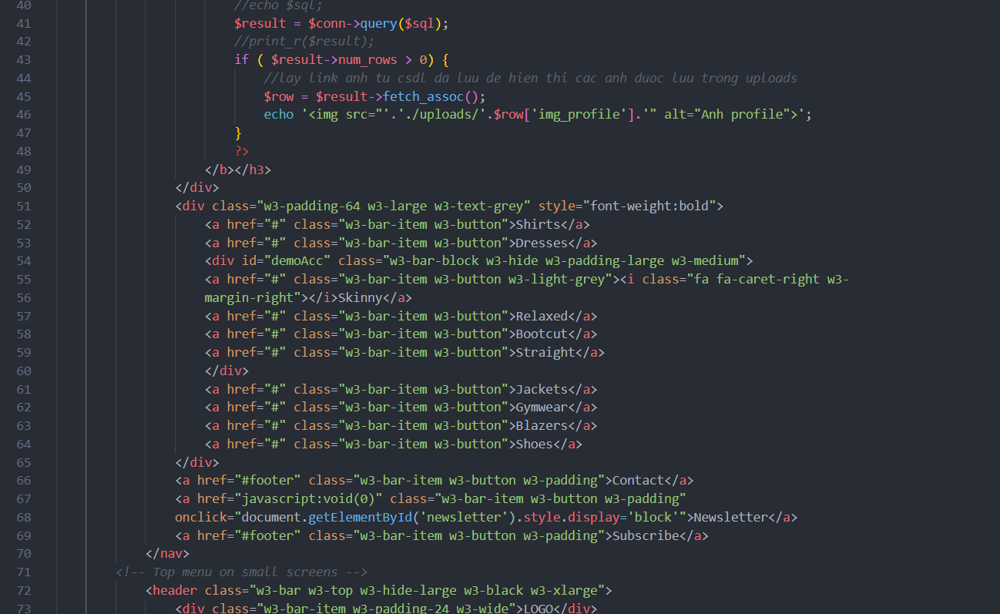 40 //echo $sql;
41 $result = $conn->query($sql);
42 //print_r($result);
43 if ( $result->num_rows > 0) {
44 //lay link anh tu csdl da luu de hien thi cac anh duoc luu trong uploads
45 $row = $result->fetch_assoc();
46 echo '<img src="'.'./uploads/'.$row['img_profile'].'" alt="Anh profile">';
47 }
48 ?>
49 </b></h3>
50 </div>
51 <div class="w3-padding-64 w3-large w3-text-grey" style="font-weight:bold">
52 <a href="#" class="w3-bar-item w3-button">Shirts</a>
53 <a href="#" class="w3-bar-item w3-button">Dresses</a>
54 <div id="demoAcc" class="w3-bar-block w3-hide w3-padding-large w3-medium">
55 <a href="#" class="w3-bar-item w3-button w3-light-grey"><i class="fa fa-caret-right w3-
56 margin-right"></i>Skinny</a>
57 <a href="#" class="w3-bar-item w3-button">Relaxed</a>
58 <a href="#" class="w3-bar-item w3-button">Bootcut</a>
59 <a href="#" class="w3-bar-item w3-button">Straight</a>
60 </div>
61 <a href="#" class="w3-bar-item w3-button">Jackets</a>
62 <a href="#" class="w3-bar-item w3-button">Gymwear</a>
63 <a href="#" class="w3-bar-item w3-button">Blazers</a>
64 <a href="#" class="w3-bar-item w3-button">Shoes</a>
65 </div>
66 <a href="#footer" class="w3-bar-item w3-button w3-padding">Contact</a>
67 <a href="javascript:void(0)" class="w3-bar-item w3-button w3-padding"
68 onclick="document.getElementById('newsletter').style.display='block'">Newsletter</a>
69 <a href="#footer" class="w3-bar-item w3-button w3-padding">Subscribe</a>
70 </nav>
71 <!-- Top menu on small screens -->
72 <header class="w3-bar w3-top w3-hide-large w3-black w3-xlarge">
73 <div class="w3-bar-item w3-padding-24 w3-wide">LOGO</div>